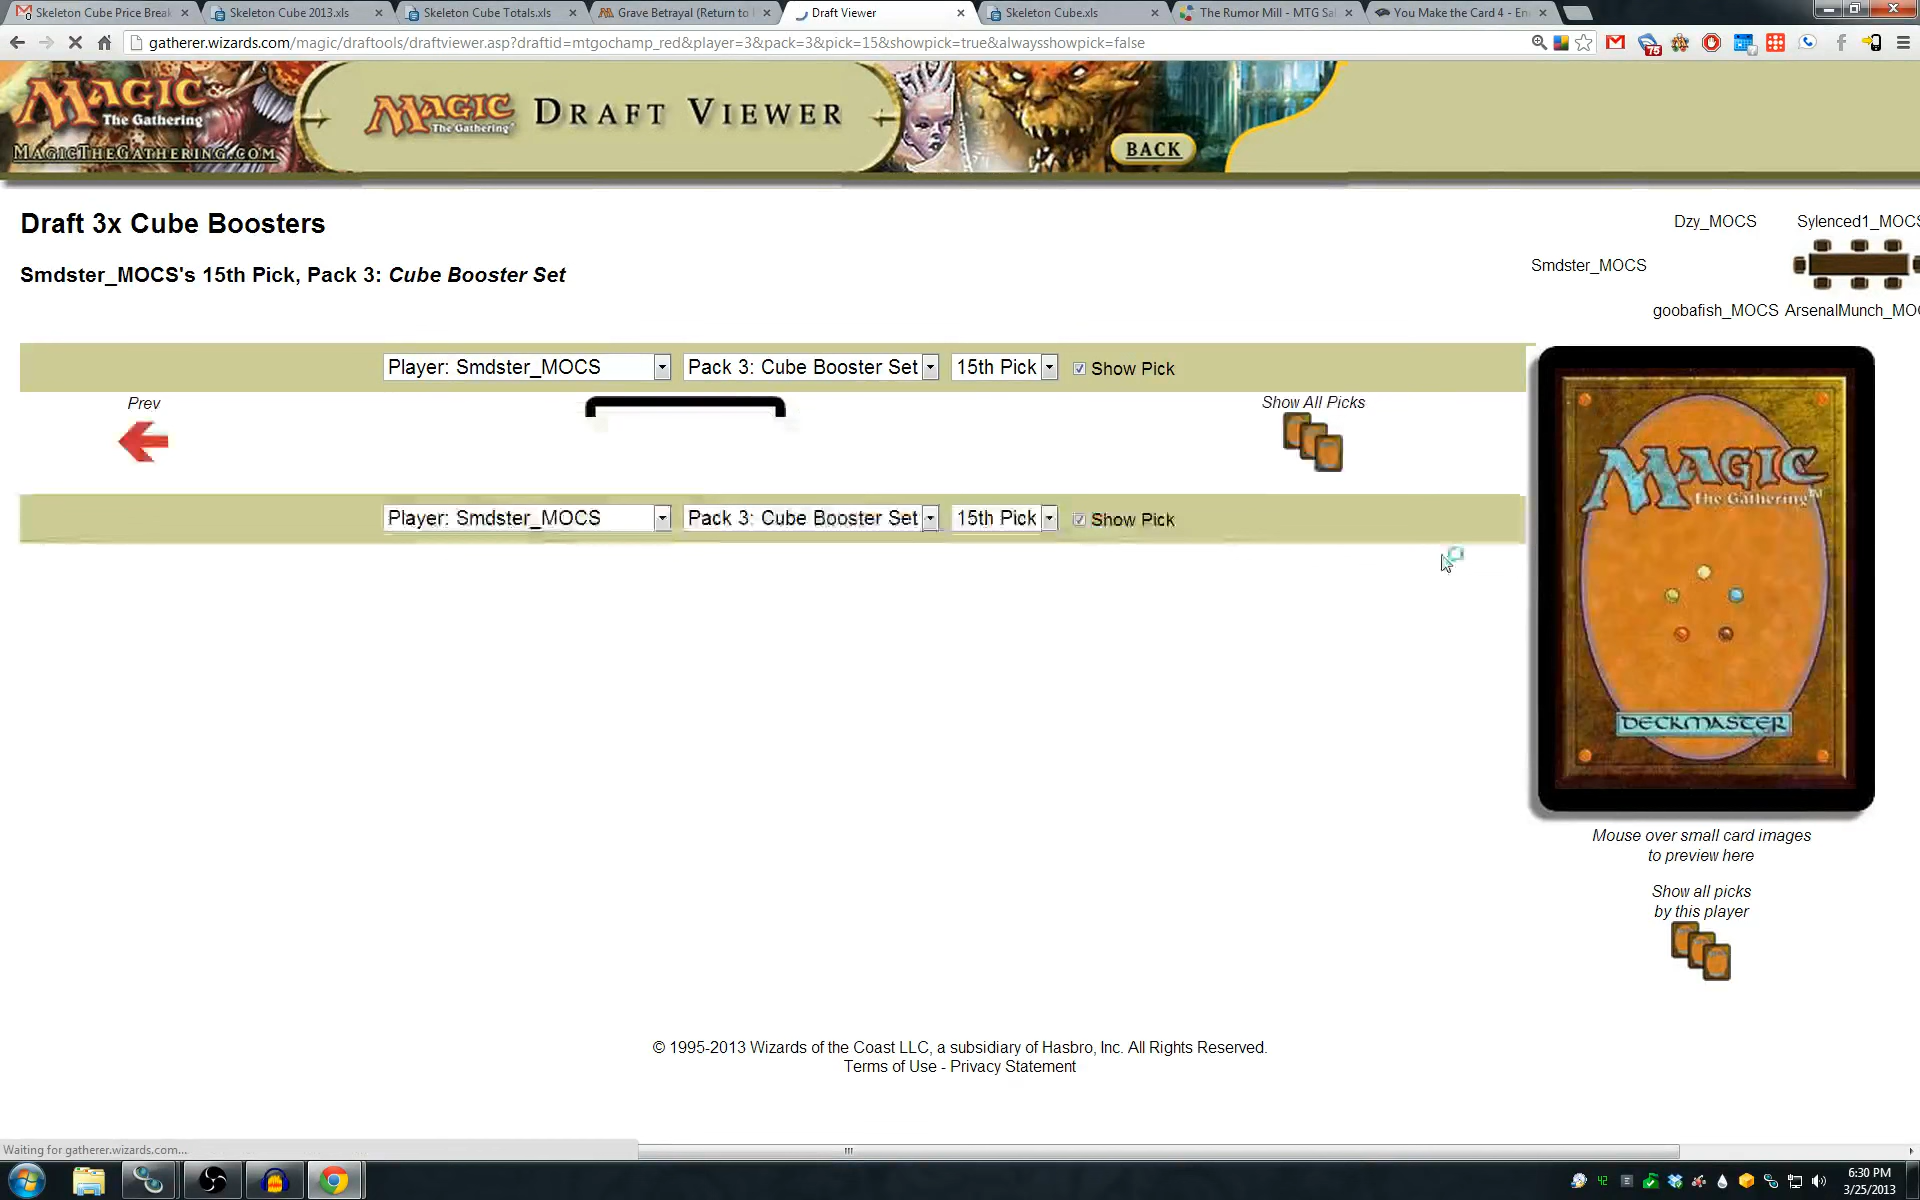 Skeleton Cube Price Break
Skeleton Cube 2013.xls
Skeleton Cube Totals.xls
Grave Betrayal (Return to
Draft Viewer
Skeleton Cube.xls
The Rumor Mill - MTG Sal
You Make the Card 4 - En
gatherer.wizards.com/magic/draftools/draftviewer.asp?draftid=mtgochamp_red&player=3&pack=3&pick=15&showpick=true&alwaysshowpick=false
75
MAGIC
The Gathering
MAGICTHEGATHERING.COM
MAGIC
The Gathering
DRAFT VIEWER
BACK
Draft 3x Cube Boosters
Smdster_MOCS's 15th Pick, Pack 3: Cube Booster Set
Dzy_MOCS
Sylenced1_MOCS
Smdster_MOCS
goobafish_MOCS
ArsenalMunch_MO
Player: Smdster_MOCS
Pack 3: Cube Booster Set
15th Pick
Show Pick
Prev
Show All Picks
Player: Smdster_MOCS
Pack 3: Cube Booster Set
15th Pick
Show Pick
MAGIC
The Gathering
DECKMASTER
Mouse over small card images
to preview here
Show all picks
by this player
© 1995-2013 Wizards of the Coast LLC, a subsidiary of Hasbro, Inc. All Rights Reserved.
Terms of Use - Privacy Statement
Waiting for gatherer.wizards.com...
42
6:30 PM
3/25/2013